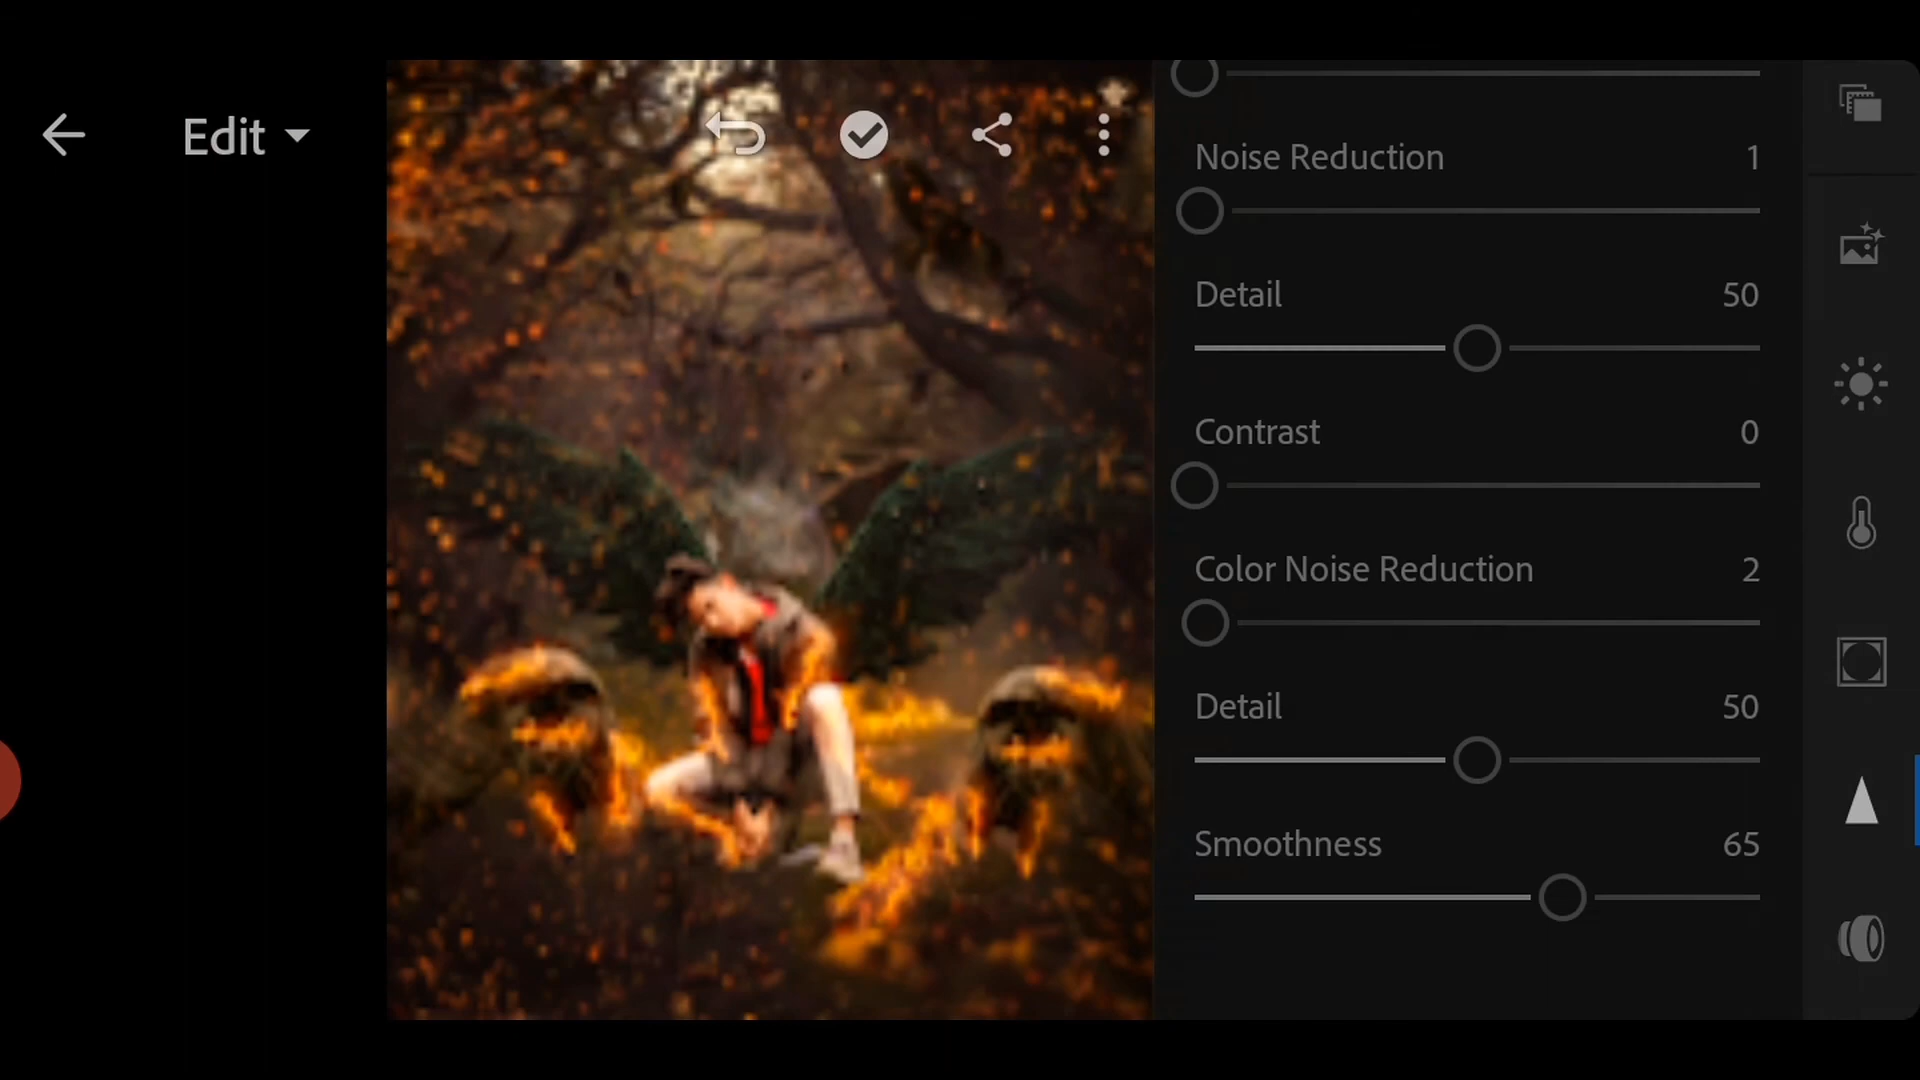 Edit
Noise Reduction 1
Detail 50
Contrast 0
Color Noise Reduction 2
Detail 50
Smoothness 65